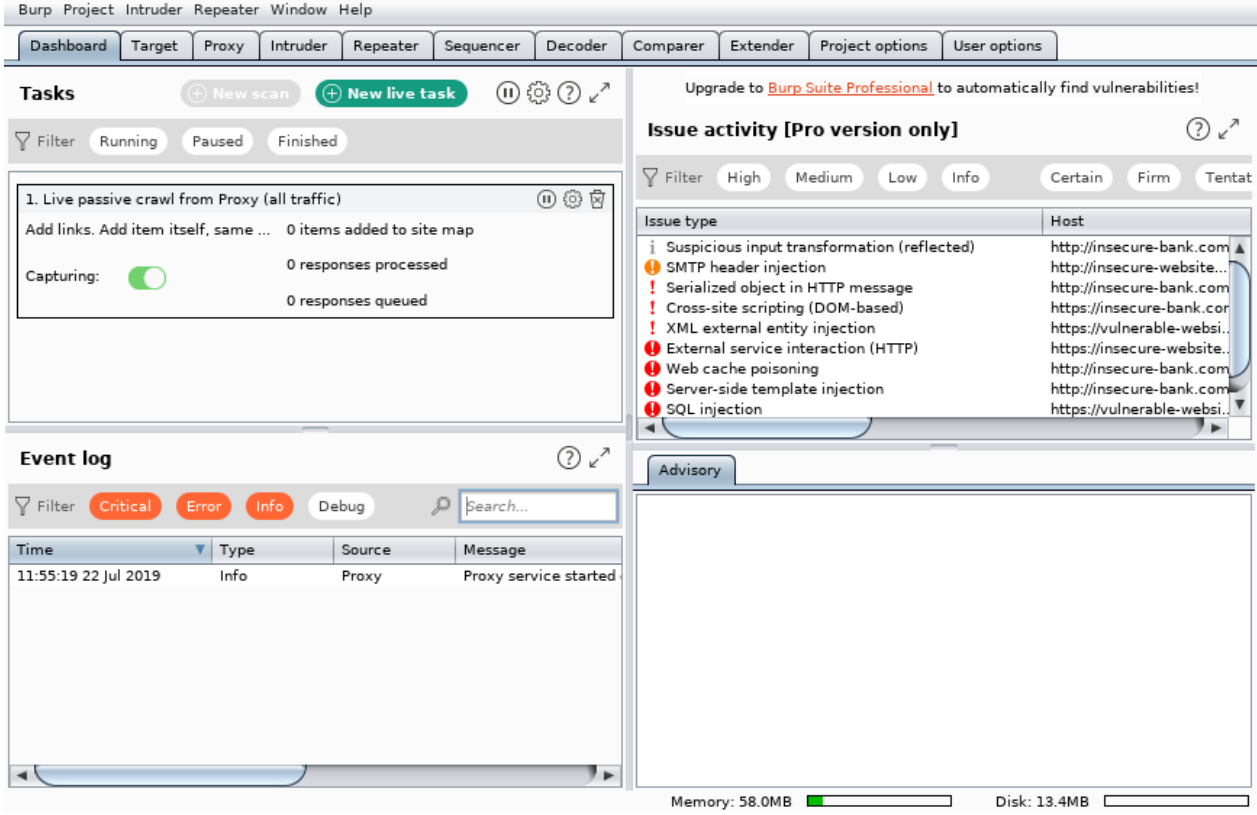 Burp Project Intruder Repeater Window Help
Dashboard Target Proxy Intruder Repeater Sequencer Decoder Comparer Extender Project options User options
Tasks
New scan
New live task
Filter Running Paused Finished
1. Live passive crawl from Proxy (all traffic)
Add links. Add item itself, same ... 0 items added to site map
0 responses processed
Capturing:
0 responses queued
Event log
Filter Critical Error Info Debug Search...
Time Type Source Message
11:55:19 22 Jul 2019 Info Proxy Proxy service started
Upgrade to Burp Suite Professional to automatically find vulnerabilities!
Issue activity [Pro version only]
Filter High Medium Low Info Certain Firm Tentat
Issue type Host
Suspicious input transformation (reflected) http://insecure-bank.com
SMTP header injection http://insecure-website...
Serialized object in HTTP message http://insecure-bank.com
Cross-site scripting (DOM-based) https://insecure-bank.cor
XML external entity injection https://vulnerable-websi..
External service interaction (HTTP) https://insecure-website..
Web cache poisoning http://insecure-bank.com
Server-side template injection http://insecure-bank.com
SQL injection https://vulnerable-websi..
Advisory
Memory: 58.0MB Disk: 13.4MB